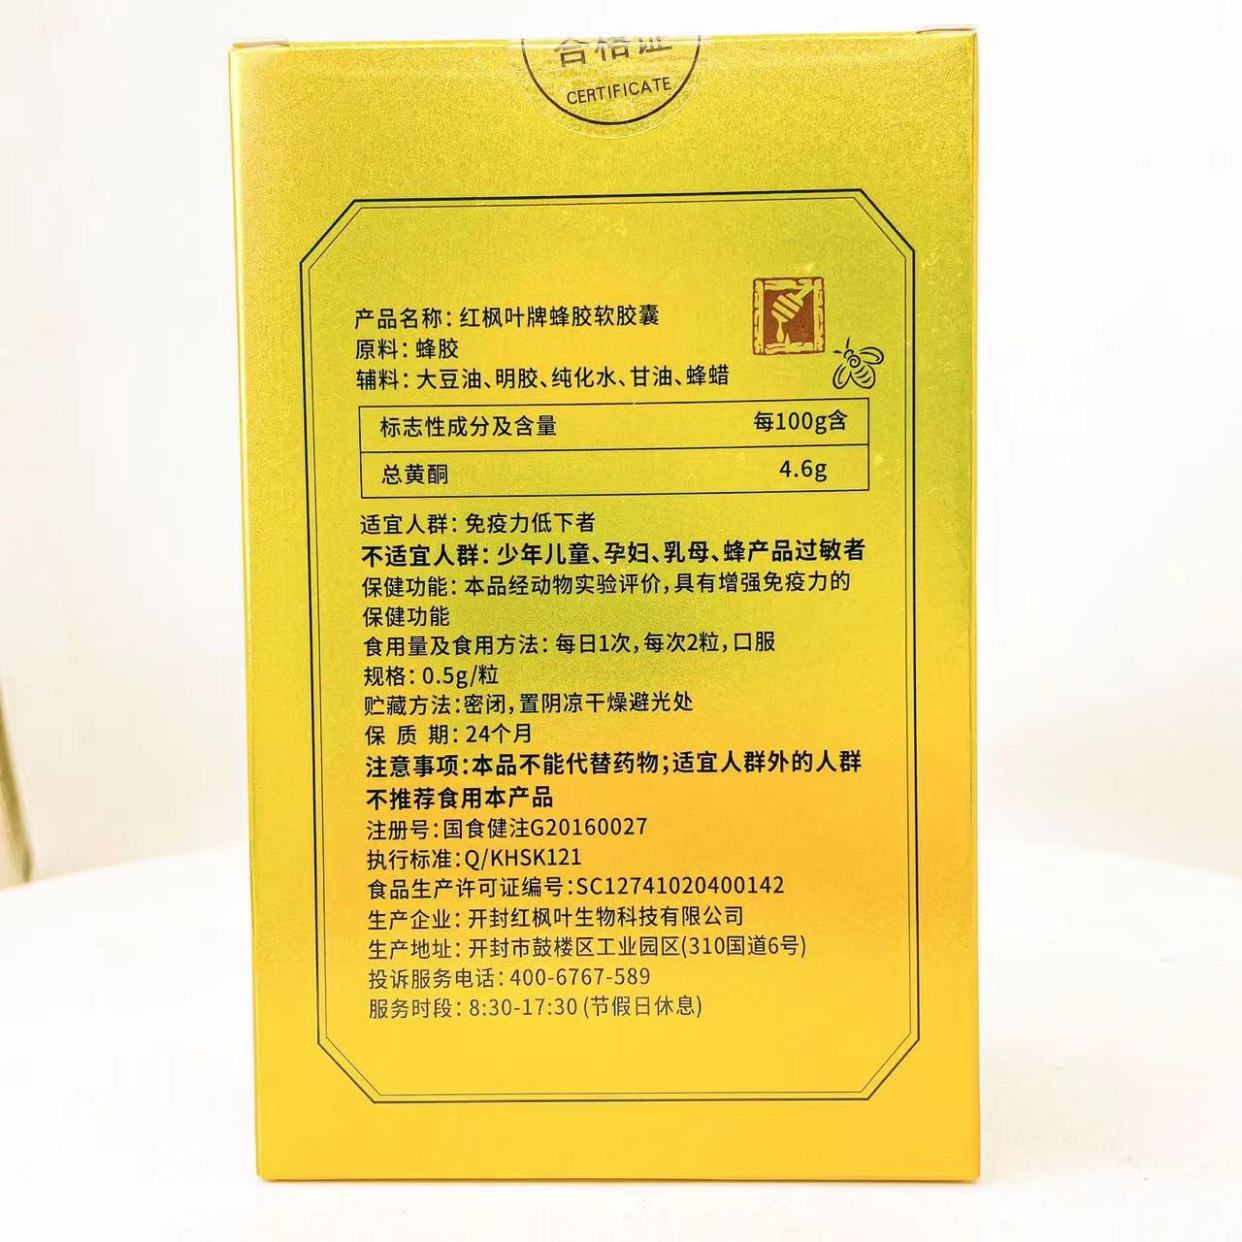 合格证
CERTIFICATE
产品名称：红枫叶牌蜂胶软胶囊
原料：蜂胶
辅料：大豆油、明胶、纯化水、甘油、蜂蜡
标志性成分及含量 每100g含
总黄酮 4.6g
适宜人群：免疫力低下者
不适宜人群：少年儿童、孕妇、乳母、蜂产品过敏者
保健功能：本品经动物实验评价，具有增强免疫力的
保健功能
食用量及食用方法：每日1次，每次2粒，口服
规格：0.5g/粒
贮藏方法：密闭，置阴凉干燥避光处
保 质 期：24个月
注意事项：本品不能代替药物；适宜人群外的人群
不推荐食用本产品
注册号：国食健注G20160027
执行标准：Q/KHSK121
食品生产许可证编号：SC12741020400142
生产企业：开封红枫叶生物科技有限公司
生产地址：开封市鼓楼区工业园区(310国道6号)
投诉服务电话：400-6767-589
服务时段：8:30-17:30 (节假日休息)